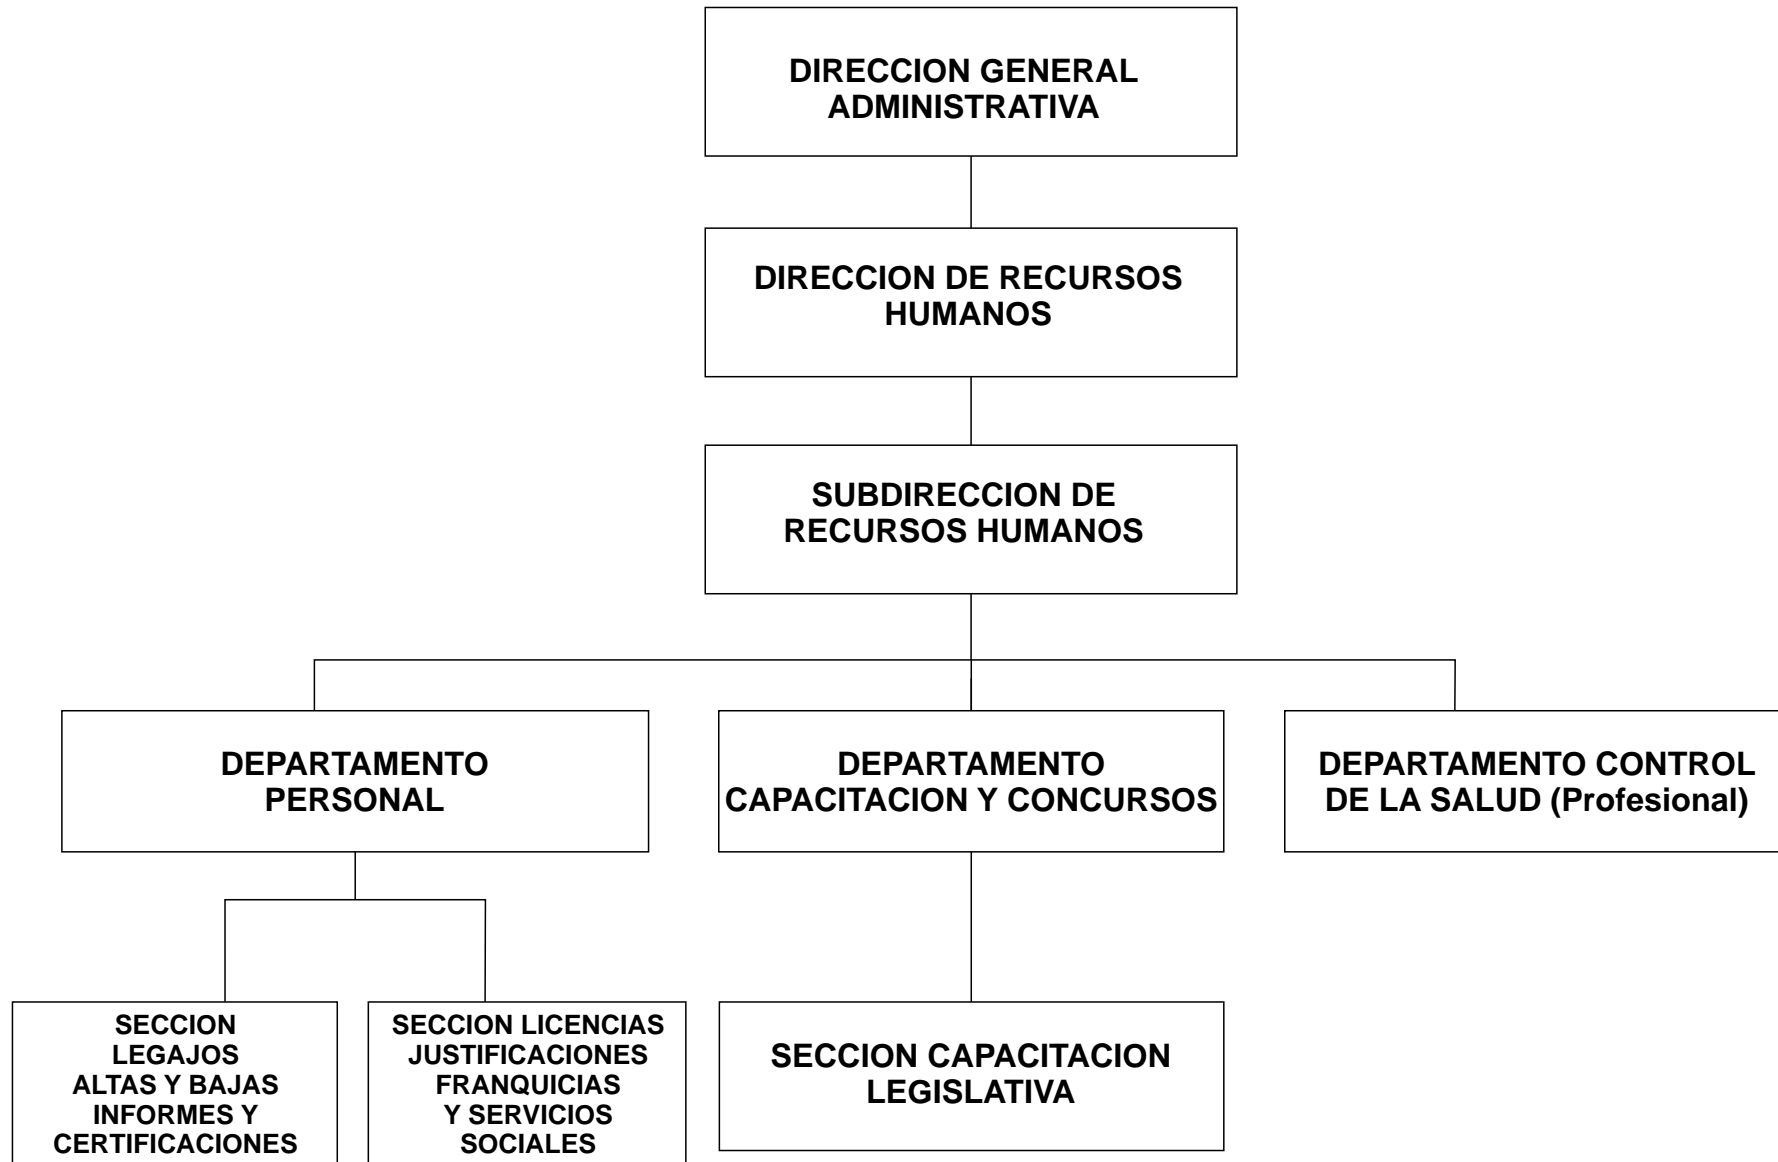 DIRECCION GENERAL
ADMINISTRATIVA
DIRECCION DE RECURSOS
HUMANOS
SUBDIRECCION DE
RECURSOS HUMANOS
DEPARTAMENTO
PERSONAL
DEPARTAMENTO
CAPACITACION Y CONCURSOS
DEPARTAMENTO CONTROL
DE LA SALUD (Profesional)
SECCION
LEGAJOS
ALTAS Y BAJAS
INFORMES Y
CERTIFICACIONES
SECCION LICENCIAS
JUSTIFICACIONES
FRANQUICIAS
Y SERVICIOS
SOCIALES
SECCION CAPACITACION
LEGISLATIVA